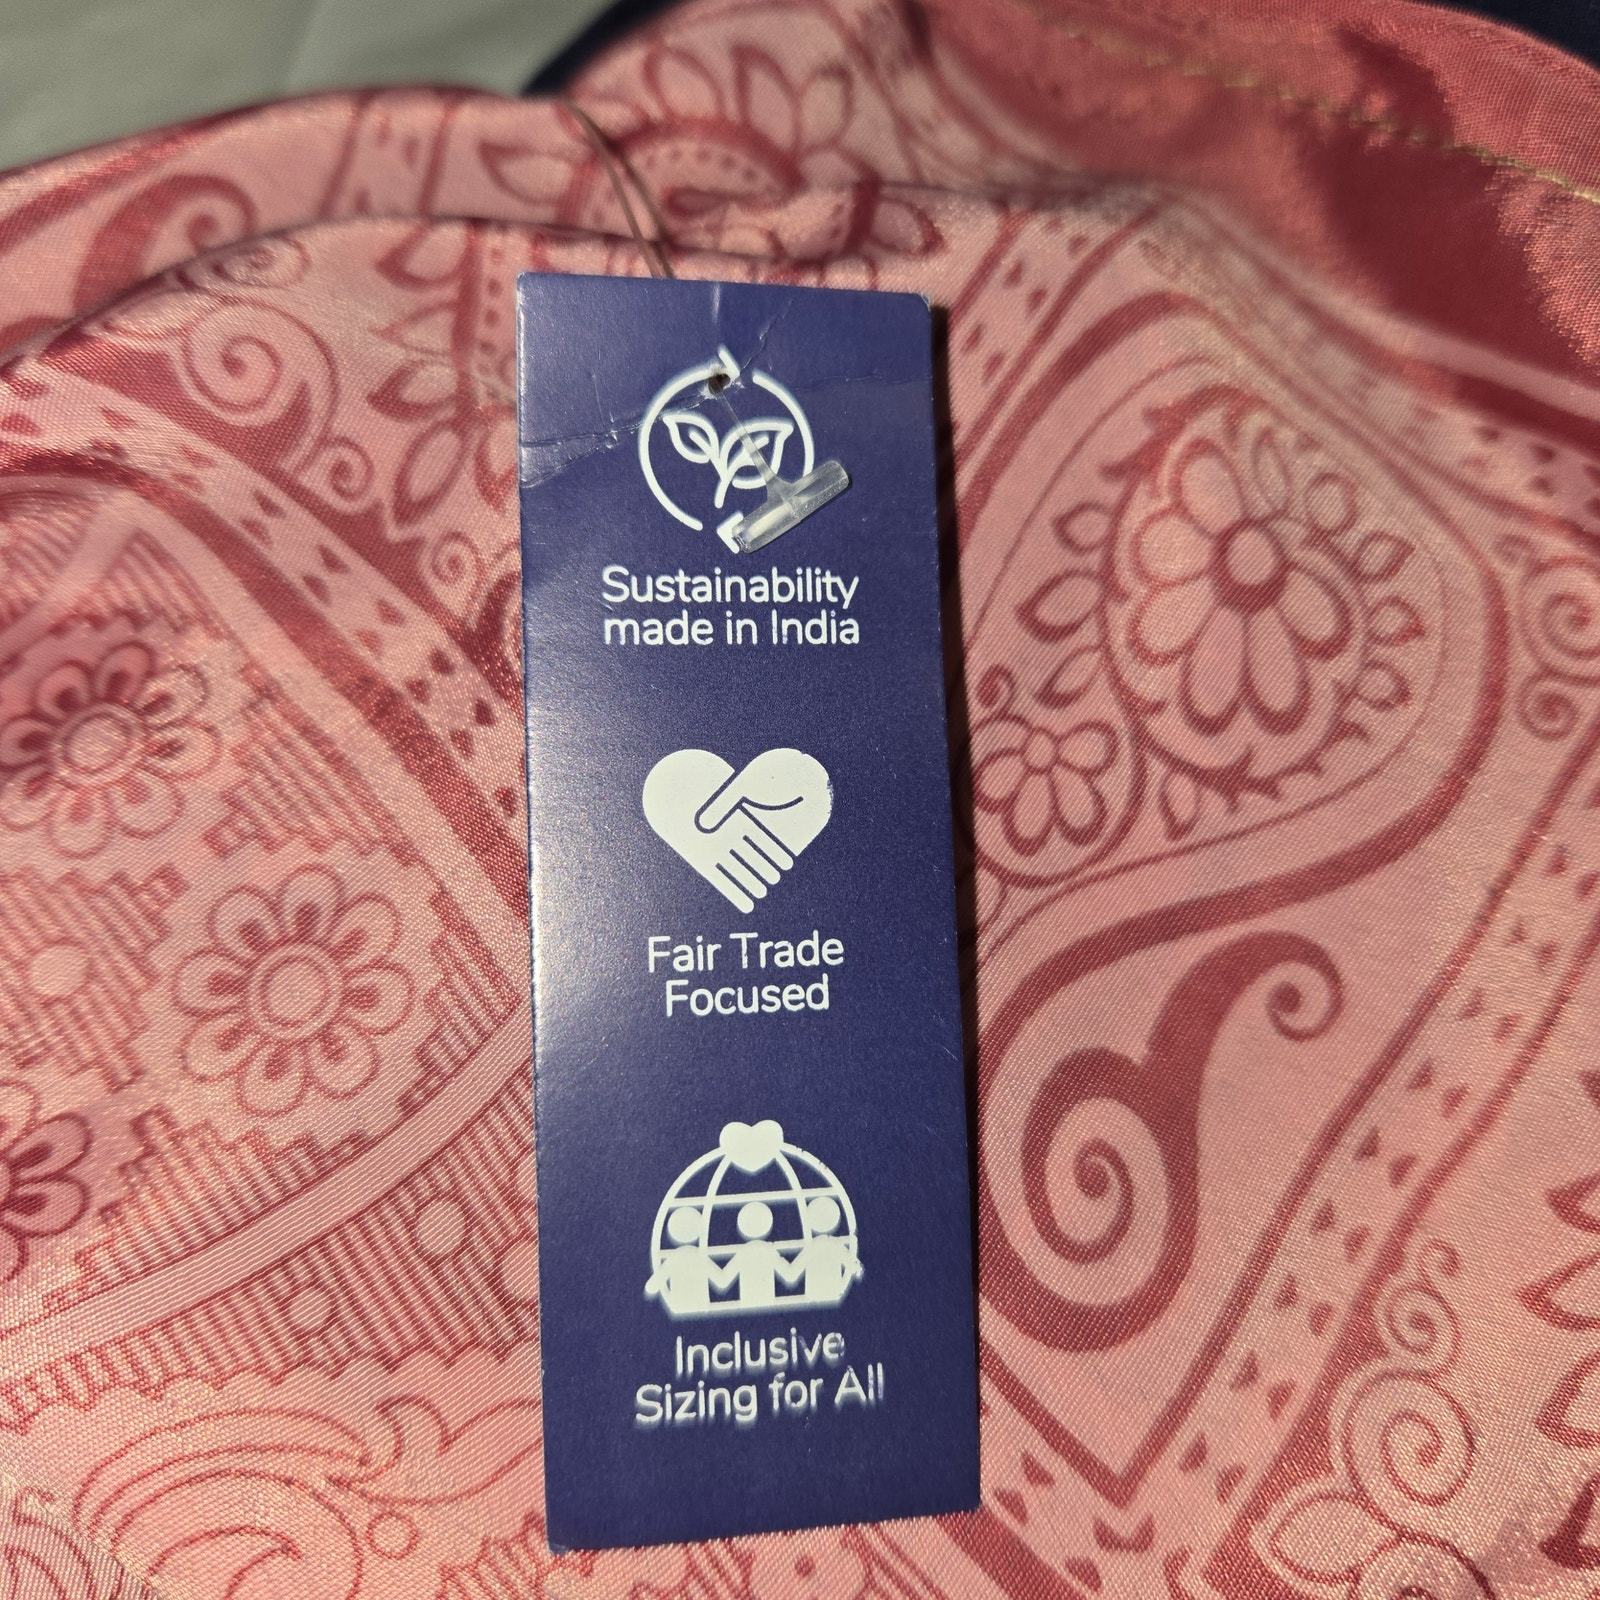 Sustainability
made in India
Fair Trade
Focused
Inclusive
Sizing for All